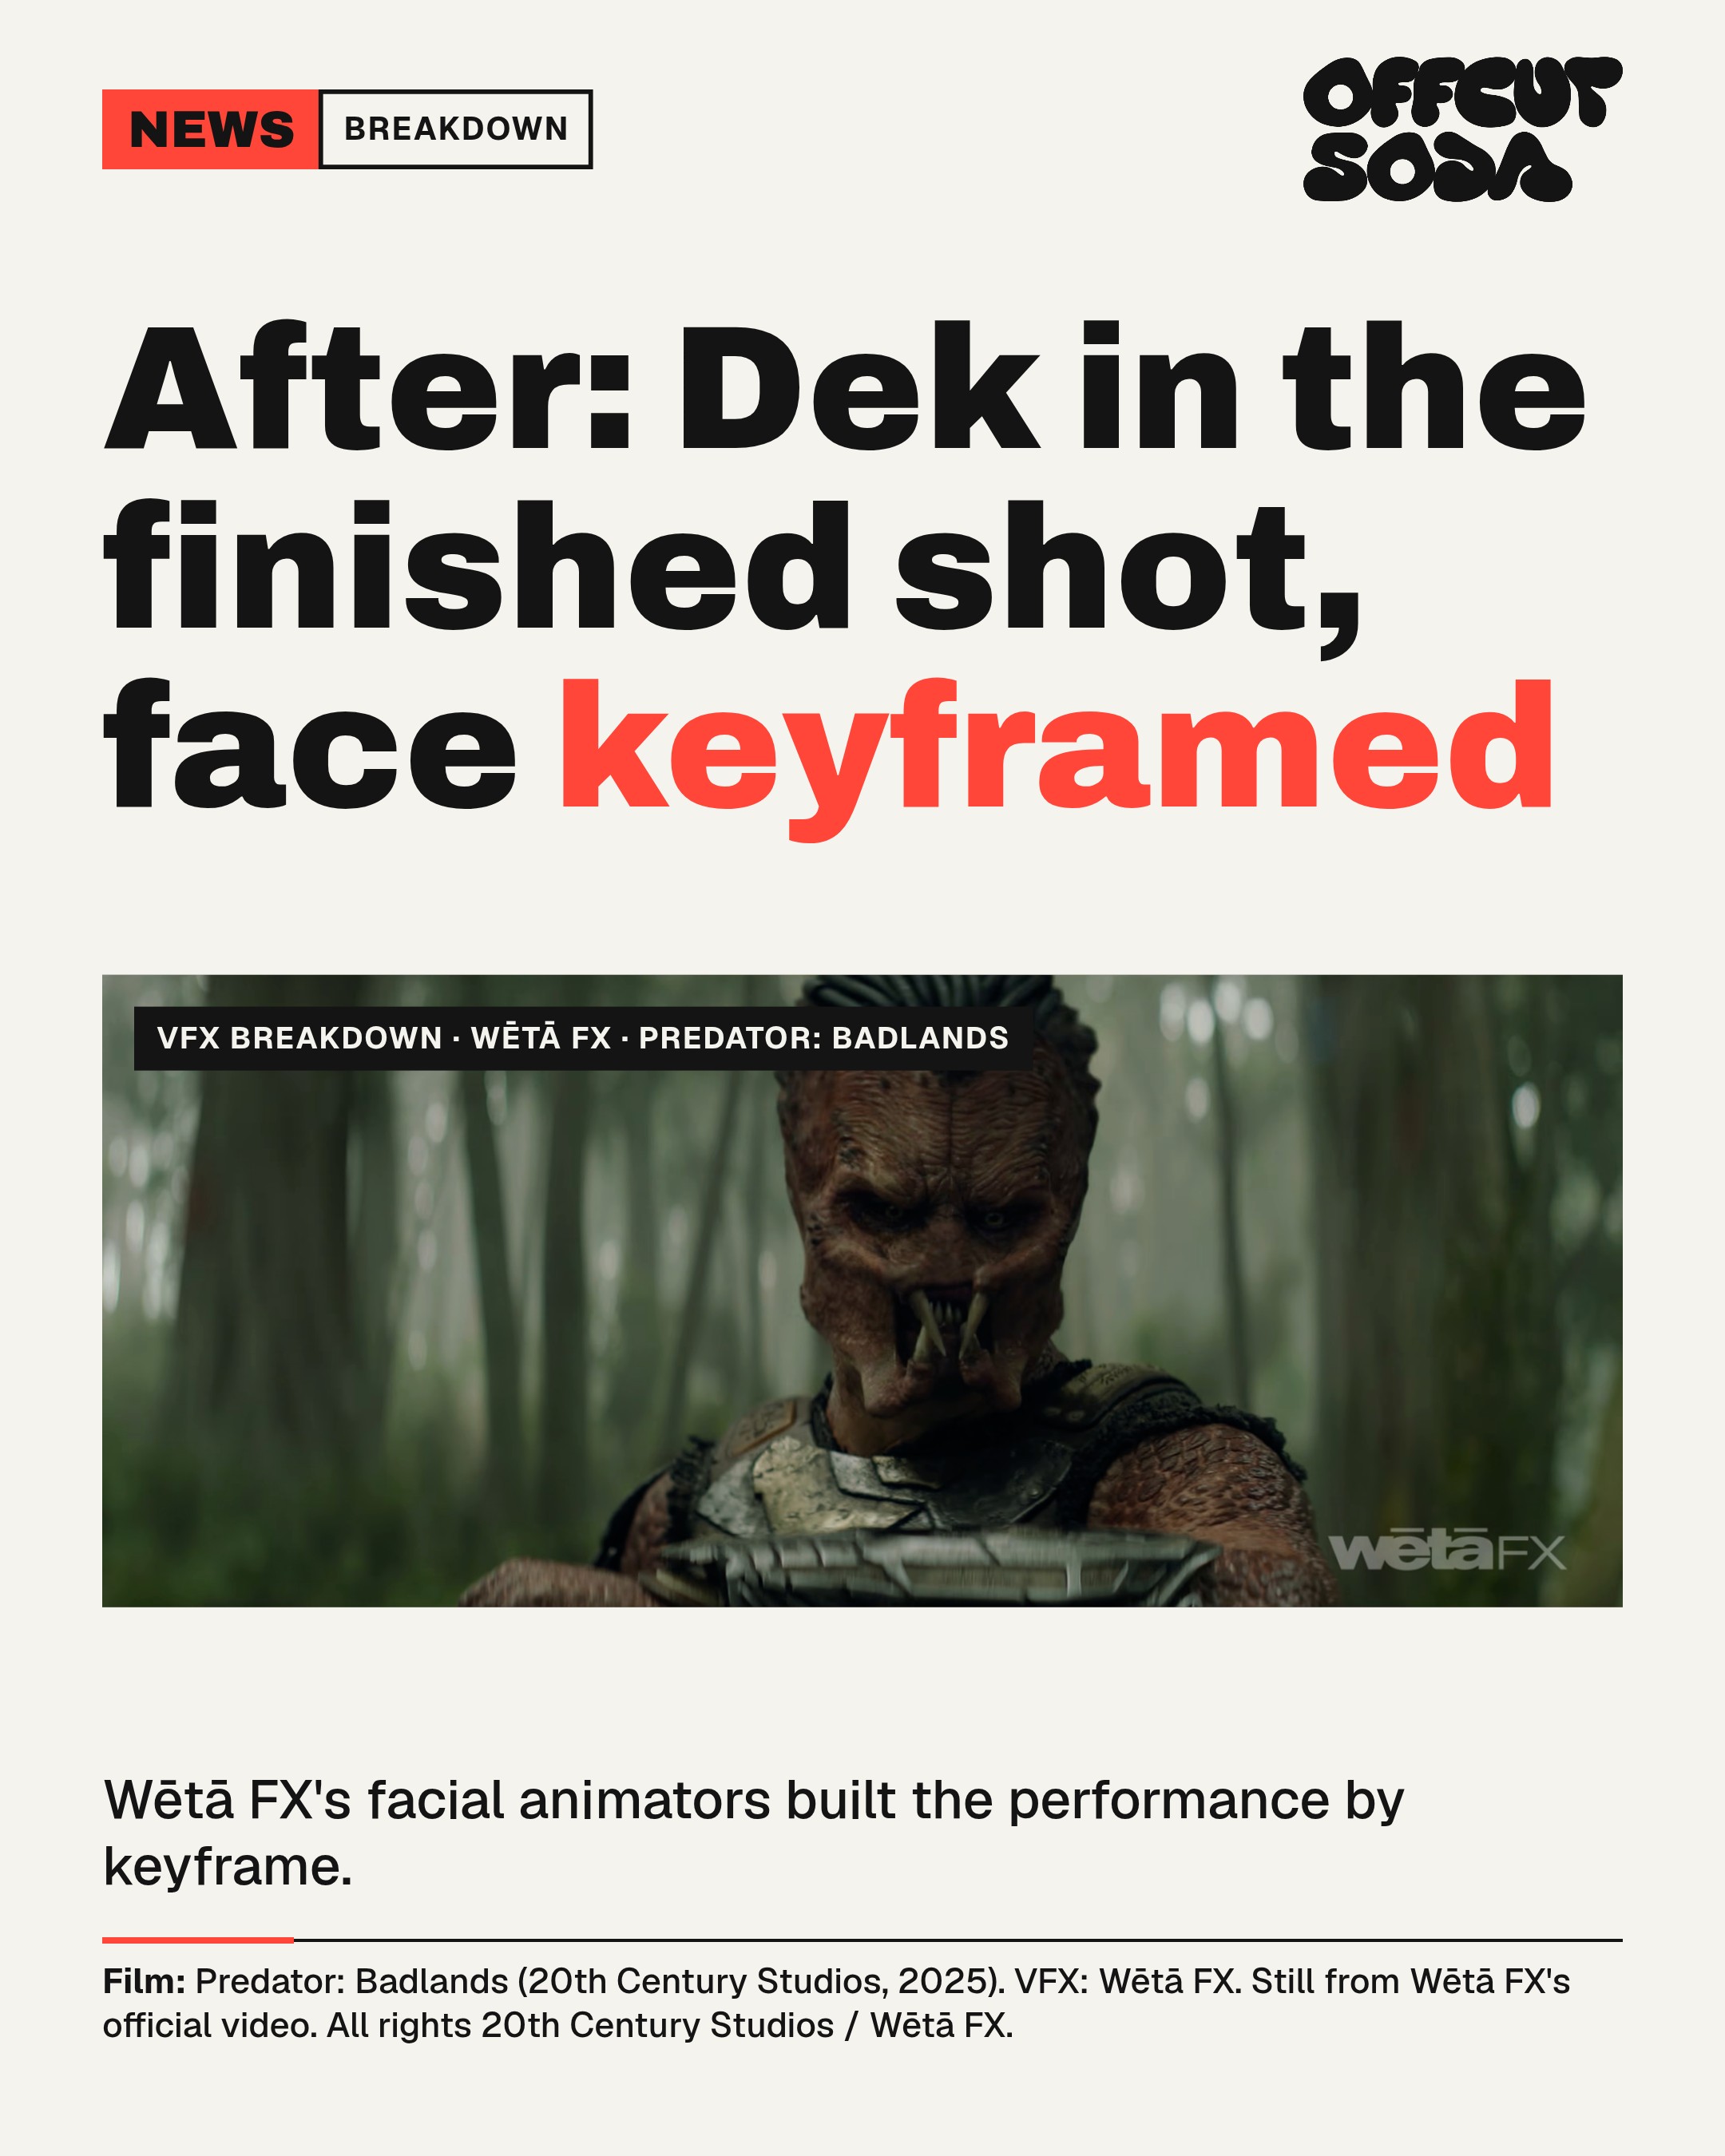 NEWS BREAKDOWN
OFFCUT
SODA
After: Dek in the
finished shot,
face keyframed
VFX BREAKDOWN · WĒTĀ FX · PREDATOR: BADLANDS
wētāFX
Wētā FX's facial animators built the performance by
keyframe.
Film: Predator: Badlands (20th Century Studios, 2025). VFX: Wētā FX. Still from Wētā FX's
official video. All rights 20th Century Studios / Wētā FX.